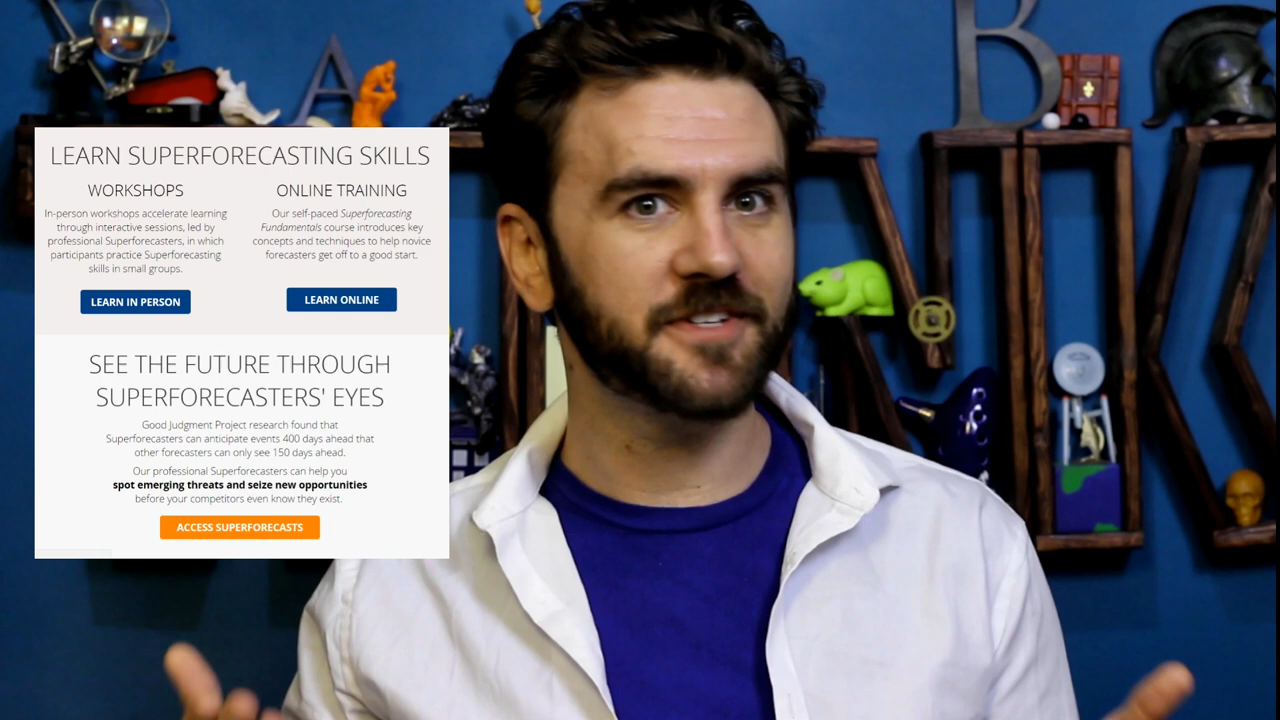 A
B
LEARN SUPERFORECASTING SKILLS
WORKSHOPS
In-person workshops accelerate learning
through interactive sessions, led by
professional Superforecasters, in which
participants practice Superforecasting
skills in small groups.
LEARN IN PERSON
ONLINE TRAINING
Our self-paced Superforecasting
Fundamentals course introduces key
concepts and techniques to help novice
forecasters get off to a good start.
LEARN ONLINE
SEE THE FUTURE THROUGH
SUPERFORECASTERS' EYES
Good Judgment Project research found that
Superforecasters can anticipate events 400 days ahead that
other forecasters can only see 150 days ahead.
Our professional Superforecasters can help you
spot emerging threats and seize new opportunities
before your competitors even know they exist.
ACCESS SUPERFORECASTS